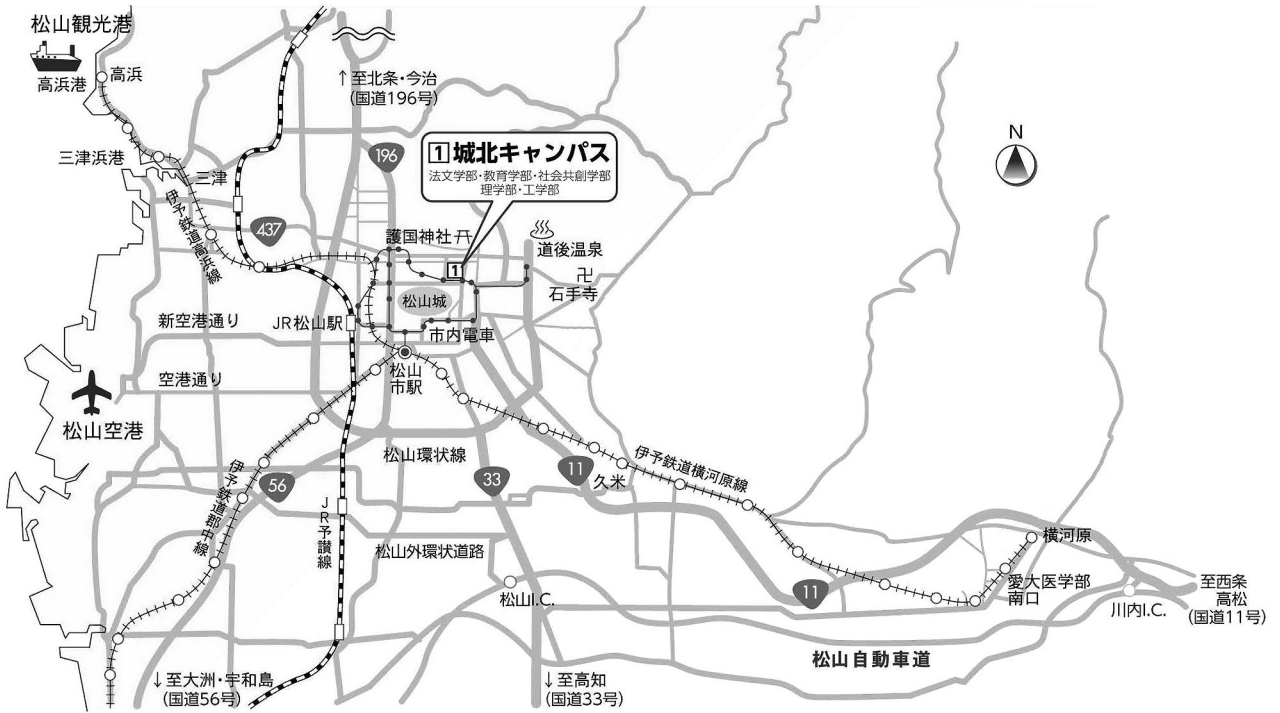 松山観光港
高浜港
高浜
↑至北条・今治
(国道196号)
N
三津浜港
三津
196
1 城北キャンパス
法文学部・教育学部・社会共創学部
理学部・工学部
伊予鉄道高浜線
437
護国神社
道後温泉
1
卍
石手寺
松山城
新空港通り
JR松山駅
市内電車
空港通り
松山
市駅
松山空港
松山環状線
伊予鉄道横河原線
56
33
11
久米
伊予鉄道郡中線
JR予讃線
松山外環状道路
横河原
松山I.C.
11
愛大医学部
南口
川内I.C.
至西条
高松
(国道11号)
松山自動車道
↓至大洲・宇和島
(国道56号)
↓至高知
(国道33号)